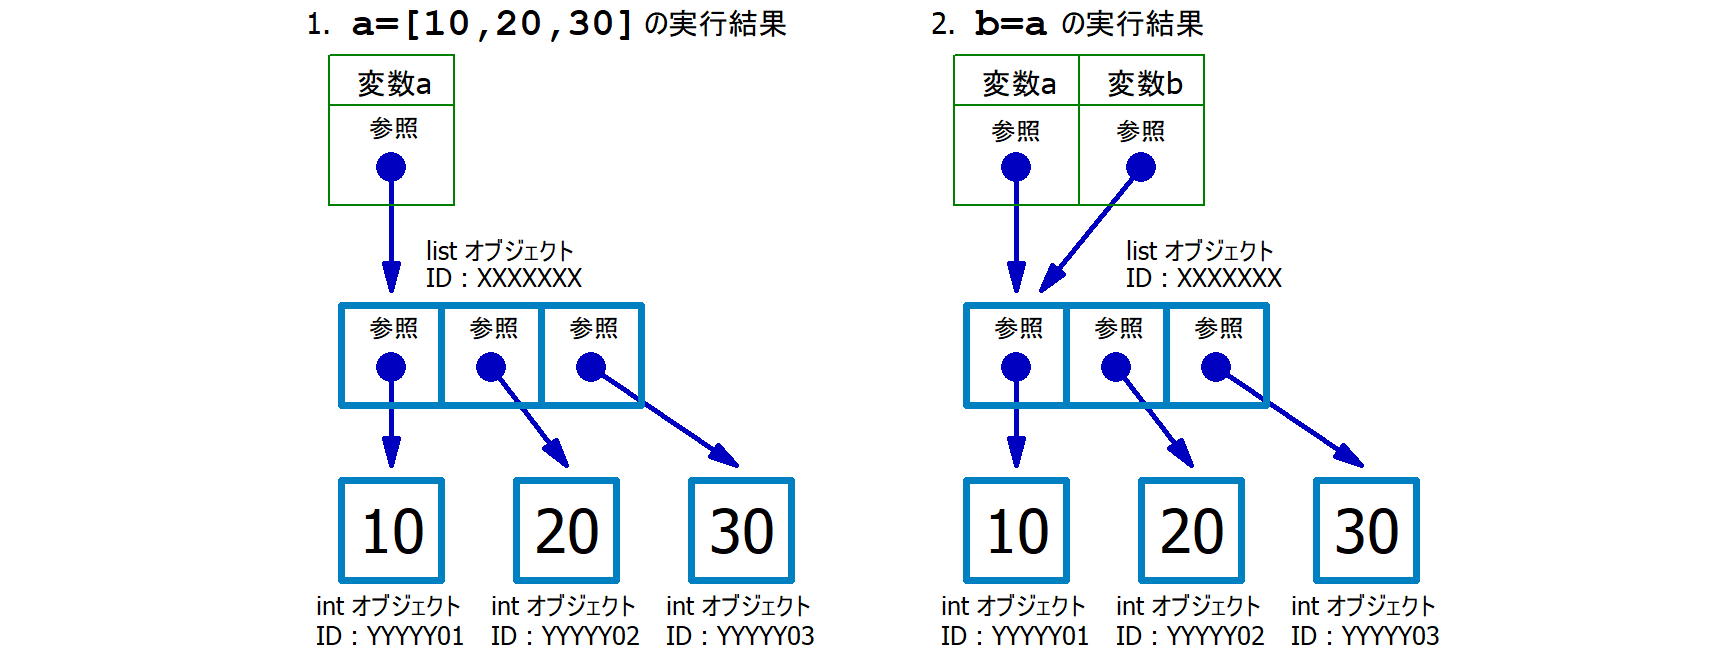 1. a=[10,20,30] の実行結果
変数a
参照
list オブジェクト
ID：XXXXXXX
参照 参照 参照
10 20 30
int オブジェクト int オブジェクト int オブジェクト
ID：YYYYY01 ID：YYYYY02 ID：YYYYY03
2. b=a の実行結果
変数a 変数b
参照 参照
list オブジェクト
ID：XXXXXXX
参照 参照 参照
10 20 30
int オブジェクト int オブジェクト int オブジェクト
ID：YYYYY01 ID：YYYYY02 ID：YYYYY03